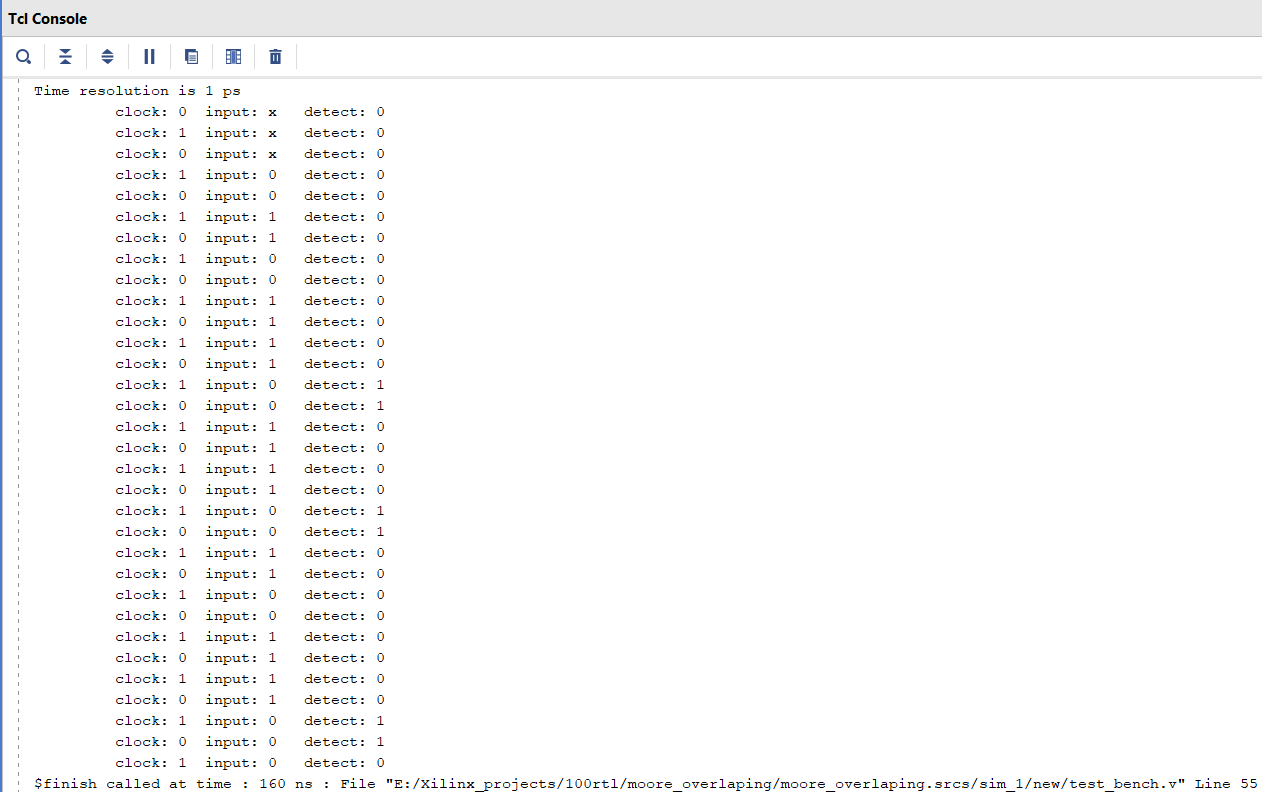 Tcl Console
Time resolution is 1 ps
clock: 0  input: x   detect: 0
clock: 1  input: x   detect: 0
clock: 0  input: x   detect: 0
clock: 1  input: 0   detect: 0
clock: 0  input: 0   detect: 0
clock: 1  input: 1   detect: 0
clock: 0  input: 1   detect: 0
clock: 1  input: 0   detect: 0
clock: 0  input: 0   detect: 0
clock: 1  input: 1   detect: 0
clock: 0  input: 1   detect: 0
clock: 1  input: 1   detect: 0
clock: 0  input: 1   detect: 0
clock: 1  input: 0   detect: 1
clock: 0  input: 0   detect: 1
clock: 1  input: 1   detect: 0
clock: 0  input: 1   detect: 0
clock: 1  input: 1   detect: 0
clock: 0  input: 1   detect: 0
clock: 1  input: 0   detect: 1
clock: 0  input: 0   detect: 1
clock: 1  input: 1   detect: 0
clock: 0  input: 1   detect: 0
clock: 1  input: 0   detect: 0
clock: 0  input: 0   detect: 0
clock: 1  input: 1   detect: 0
clock: 0  input: 1   detect: 0
clock: 1  input: 1   detect: 0
clock: 0  input: 1   detect: 0
clock: 1  input: 0   detect: 1
clock: 0  input: 0   detect: 1
clock: 1  input: 0   detect: 0
$finish called at time : 160 ns : File "E:/Xilinx_projects/100rtl/moore_overlaping/moore_overlaping.srcs/sim_1/new/test_bench.v" Line 55